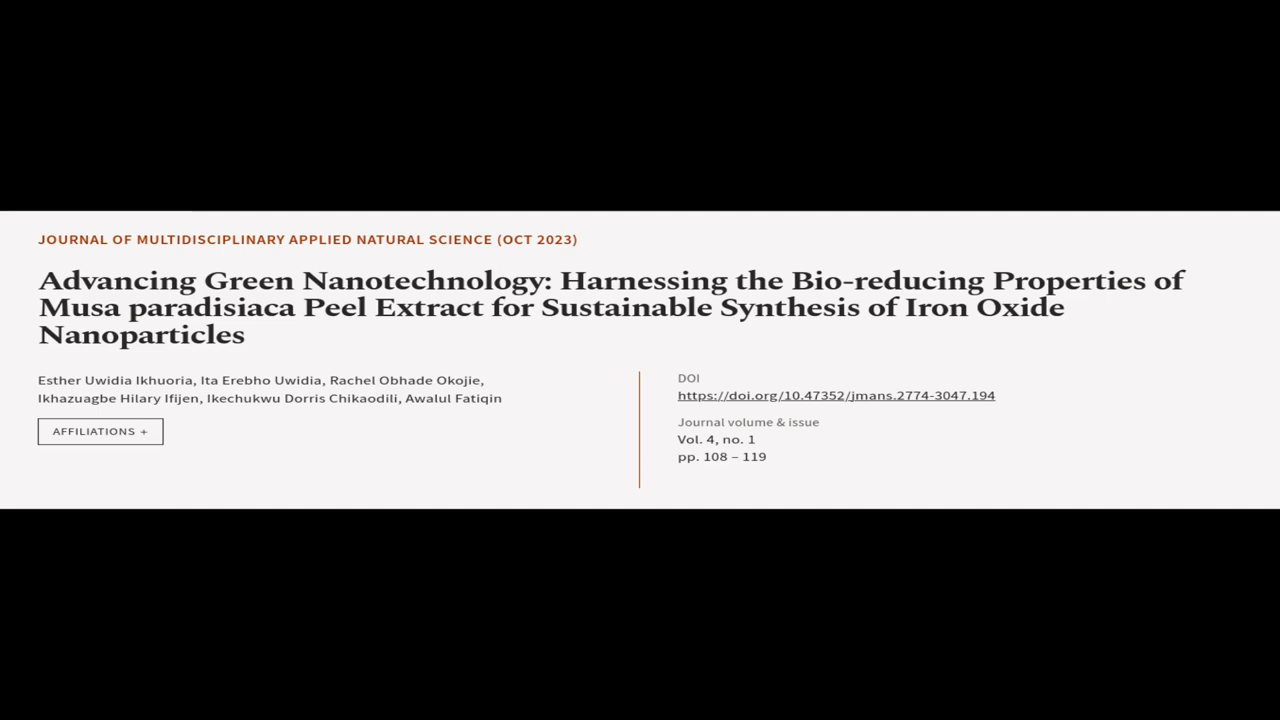 JOURNAL OF MULTIDISCIPLINARY APPLIED NATURAL SCIENCE (OCT 2023)
Advancing Green Nanotechnology: Harnessing the Bio-reducing Properties of
Musa paradisiaca Peel Extract for Sustainable Synthesis of Iron Oxide
Nanoparticles
Esther Uwidia Ikhuoria, Ita Erebho Uwidia, Rachel Obhade Okojie,
Ikhazuagbe Hilary Ifijen, Ikechukwu Dorris Chikaodili, Awalul Fatiqin
AFFILIATIONS +
DOI
https://doi.org/10.47352/jmans.2774-3047.194
Journal volume & issue
Vol. 4, no. 1
pp. 108 – 119